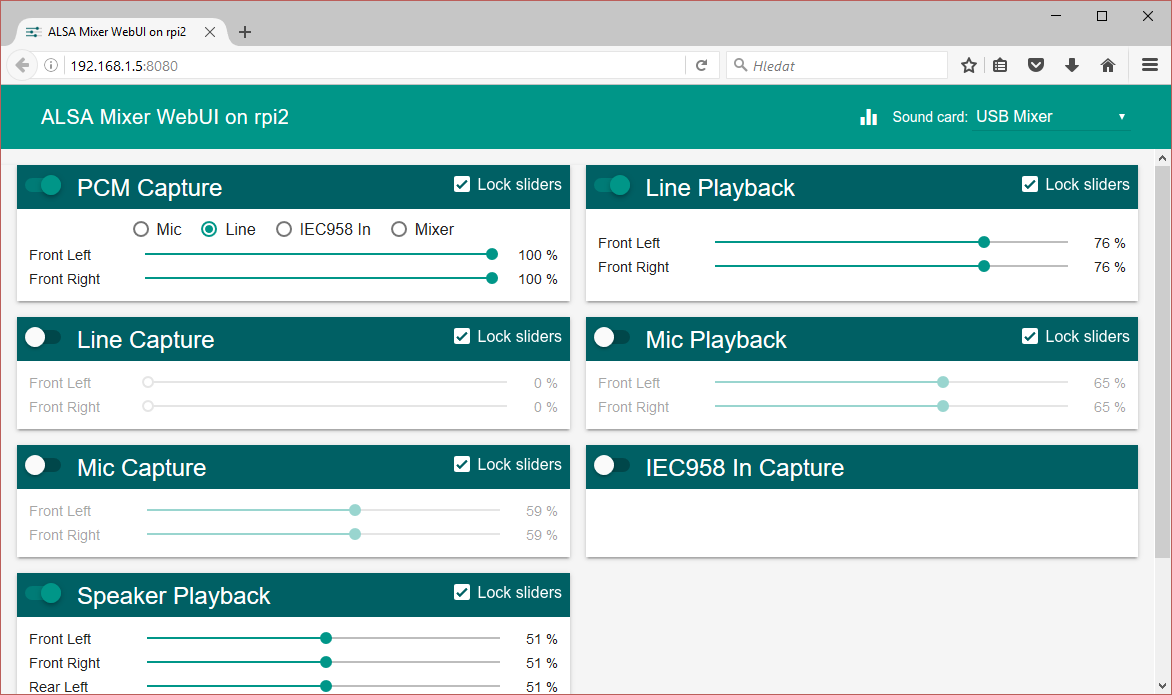 ALSA Mixer WebUI on rpi2
192.168.1.5:8080
Hledat
ALSA Mixer WebUI on rpi2
Sound card: USB Mixer
PCM Capture
Lock sliders
Mic Line IEC958 In Mixer
Front Left 100 %
Front Right 100 %
Line Playback
Lock sliders
Front Left 76 %
Front Right 76 %
Line Capture
Lock sliders
Front Left 0 %
Front Right 0 %
Mic Playback
Lock sliders
Front Left 65 %
Front Right 65 %
Mic Capture
Lock sliders
Front Left 59 %
Front Right 59 %
IEC958 In Capture
Speaker Playback
Lock sliders
Front Left 51 %
Front Right 51 %
Rear Left 51 %